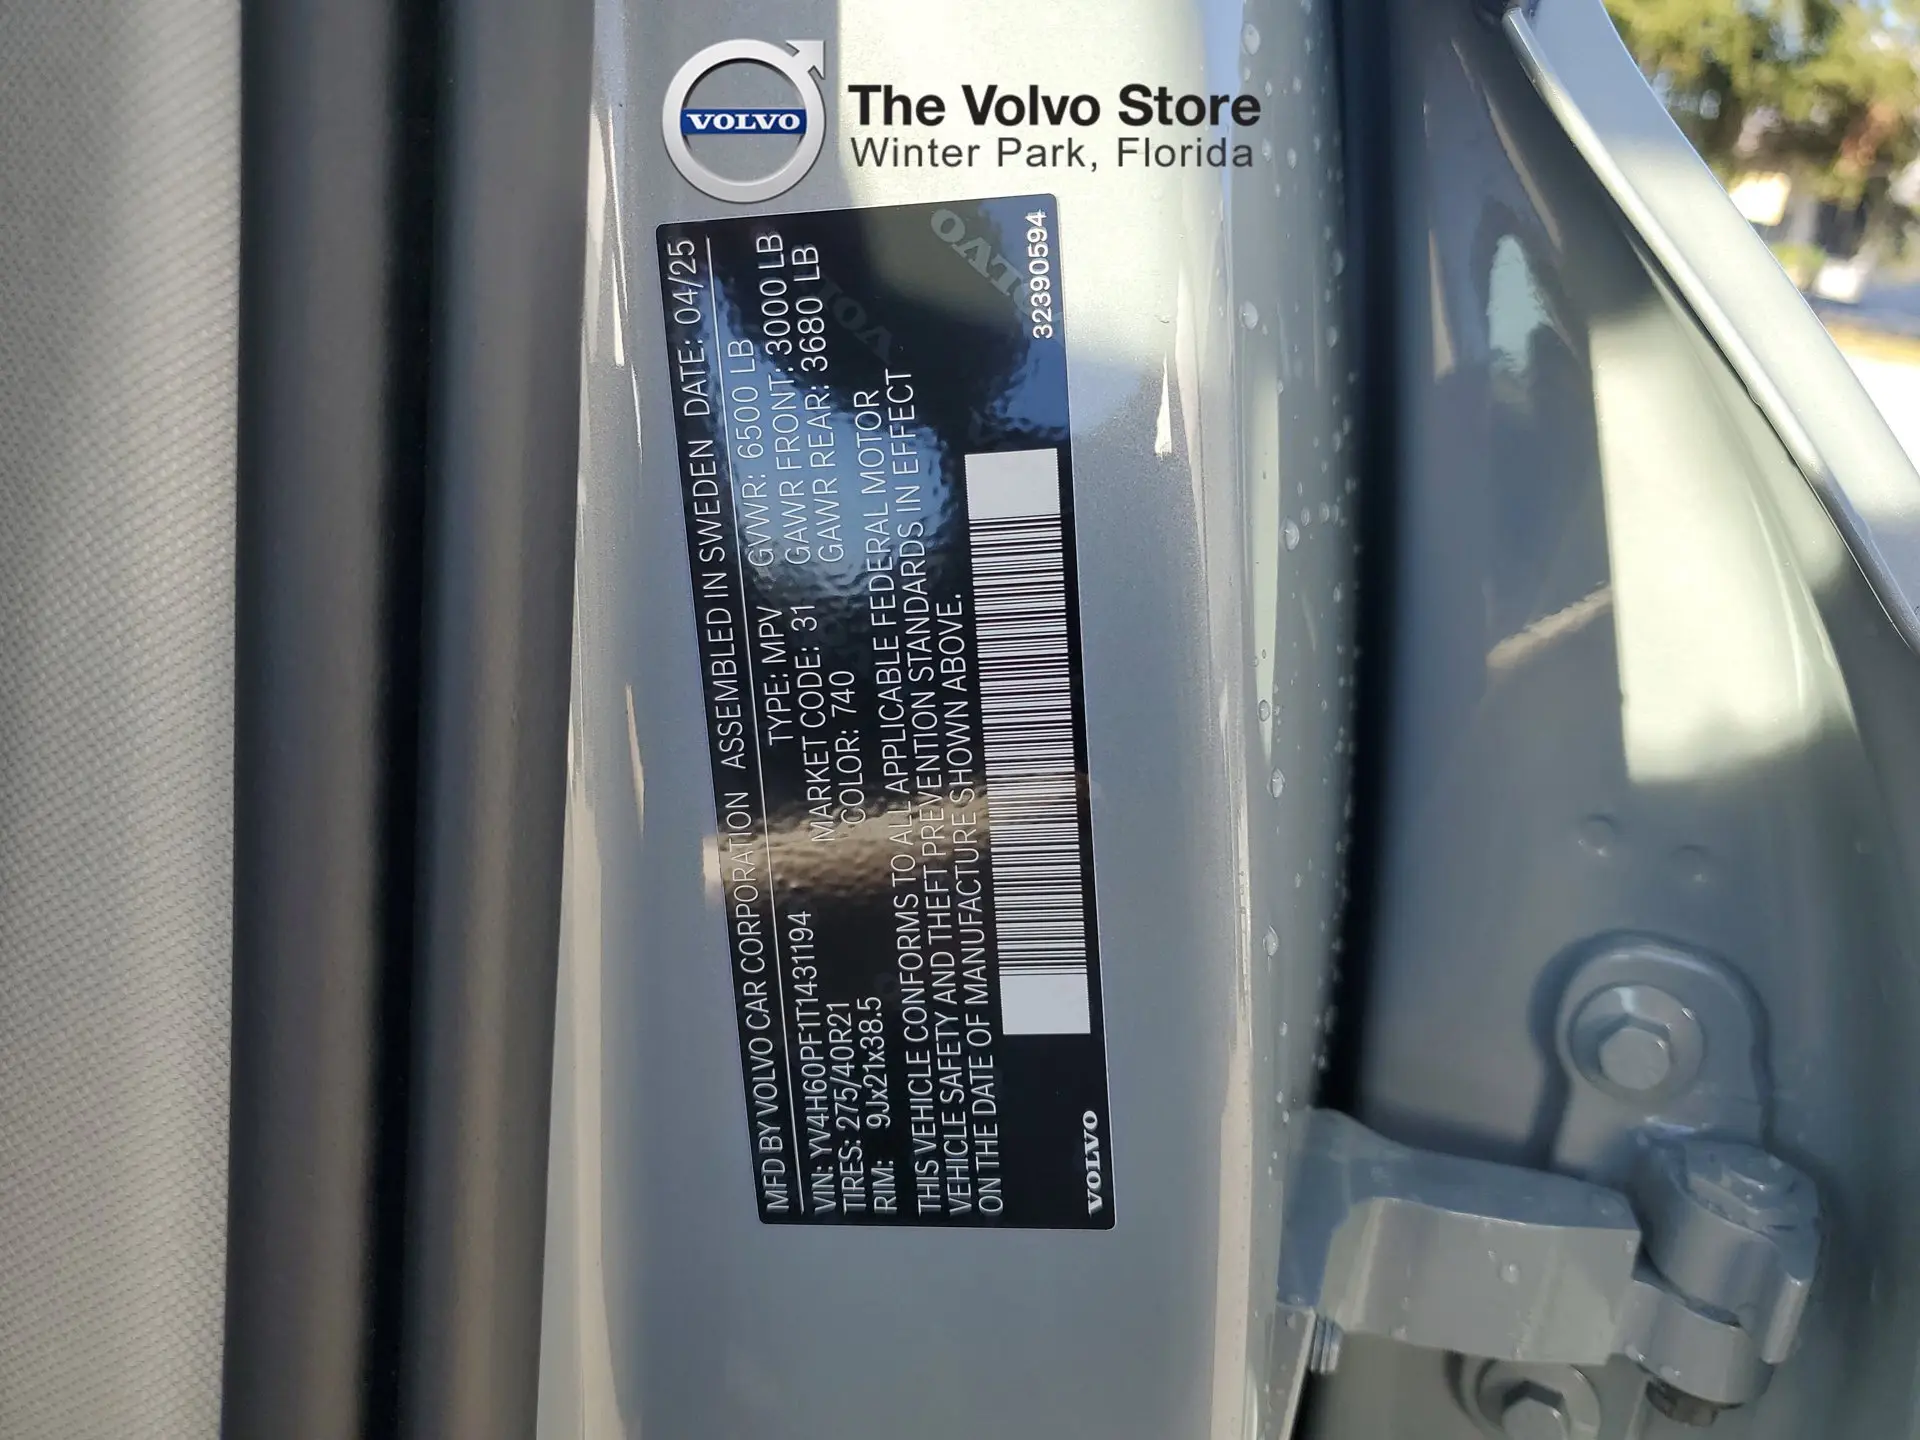 VOLVO
The Volvo Store
Winter Park, Florida
MFD BY VOLVO CAR CORPORATION ASSEMBLED IN SWEDEN DATE: 04/25
VIN: YV4H60PF1T1431194 TYPE: MPV GVWR: 6500 LB
TIRES: 275/40R21 MARKET CODE: 31 GAWR FRONT: 3000 LB
RIM: 9Jx21x38.5 COLOR: 740 GAWR REAR: 3680 LB
THIS VEHICLE CONFORMS TO ALL APPLICABLE FEDERAL MOTOR
VEHICLE SAFETY AND THEFT PREVENTION STANDARDS IN EFFECT
ON THE DATE OF MANUFACTURE SHOWN ABOVE.
VOLVO
32390594
VOLVO
VOLVO